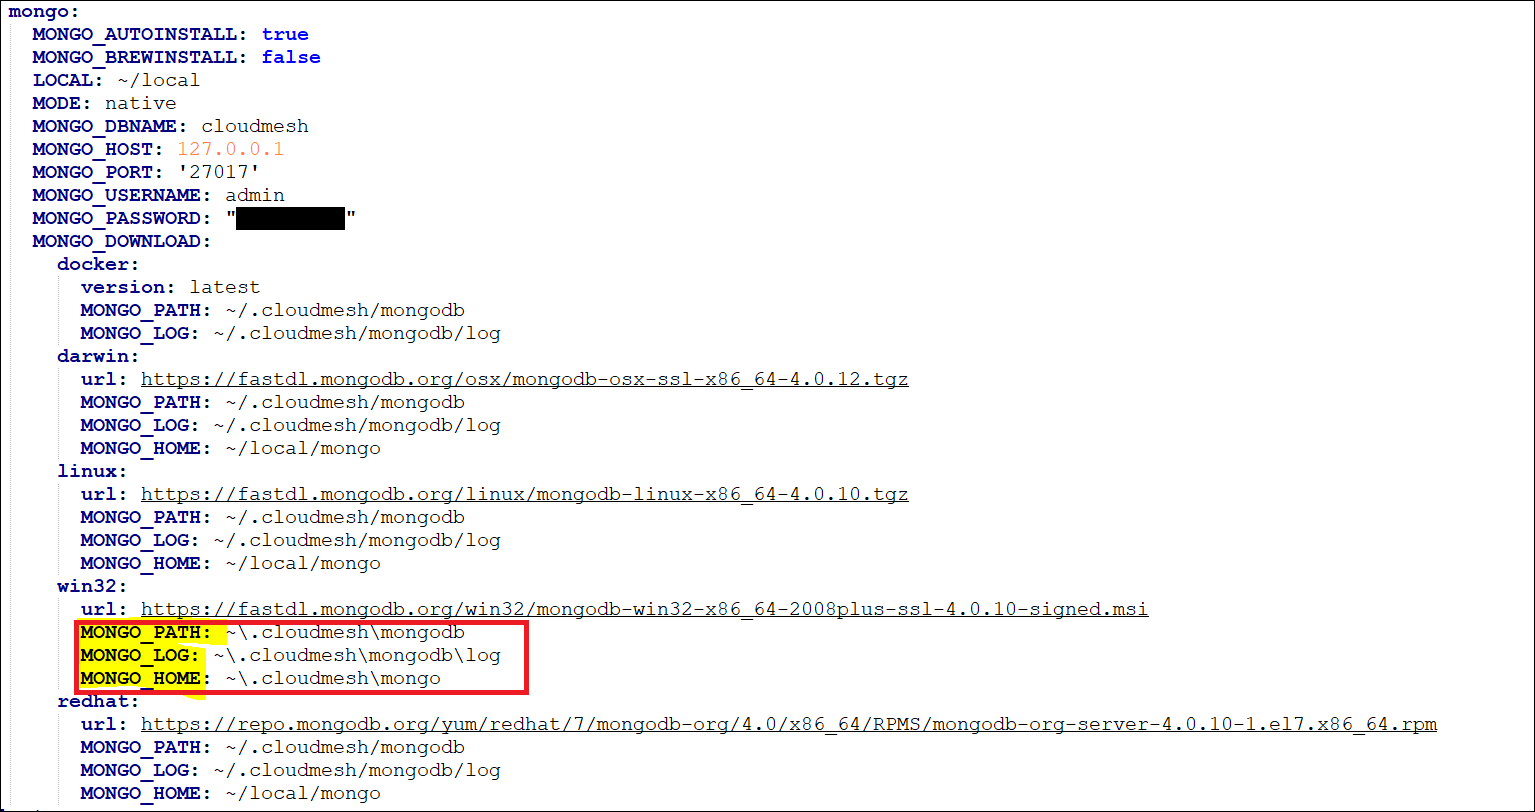 mongo:
MONGO_AUTOINSTALL: true
MONGO_BREWINSTALL: false
LOCAL: ~/local
MODE: native
MONGO_DBNAME: cloudmesh
MONGO_HOST: 127.0.0.1
MONGO_PORT: '27017'
MONGO_USERNAME: admin
MONGO_PASSWORD: " "
MONGO_DOWNLOAD:
docker:
version: latest
MONGO_PATH: ~/.cloudmesh/mongodb
MONGO_LOG: ~/.cloudmesh/mongodb/log
darwin:
url: https://fastdl.mongodb.org/osx/mongodb-osx-ssl-x86_64-4.0.12.tgz
MONGO_PATH: ~/.cloudmesh/mongodb
MONGO_LOG: ~/.cloudmesh/mongodb/log
MONGO_HOME: ~/local/mongo
linux:
url: https://fastdl.mongodb.org/linux/mongodb-linux-x86_64-4.0.10.tgz
MONGO_PATH: ~/.cloudmesh/mongodb
MONGO_LOG: ~/.cloudmesh/mongodb/log
MONGO_HOME: ~/local/mongo
win32:
url: https://fastdl.mongodb.org/win32/mongodb-win32-x86_64-2008plus-ssl-4.0.10-signed.msi
MONGO_PATH: ~\.cloudmesh\mongodb
MONGO_LOG: ~\.cloudmesh\mongodb\log
MONGO_HOME: ~\.cloudmesh\mongo
redhat:
url: https://repo.mongodb.org/yum/redhat/7/mongodb-org/4.0/x86_64/RPMS/mongodb-org-server-4.0.10-1.el7.x86_64.rpm
MONGO_PATH: ~/.cloudmesh/mongodb
MONGO_LOG: ~/.cloudmesh/mongodb/log
MONGO_HOME: ~/local/mongo